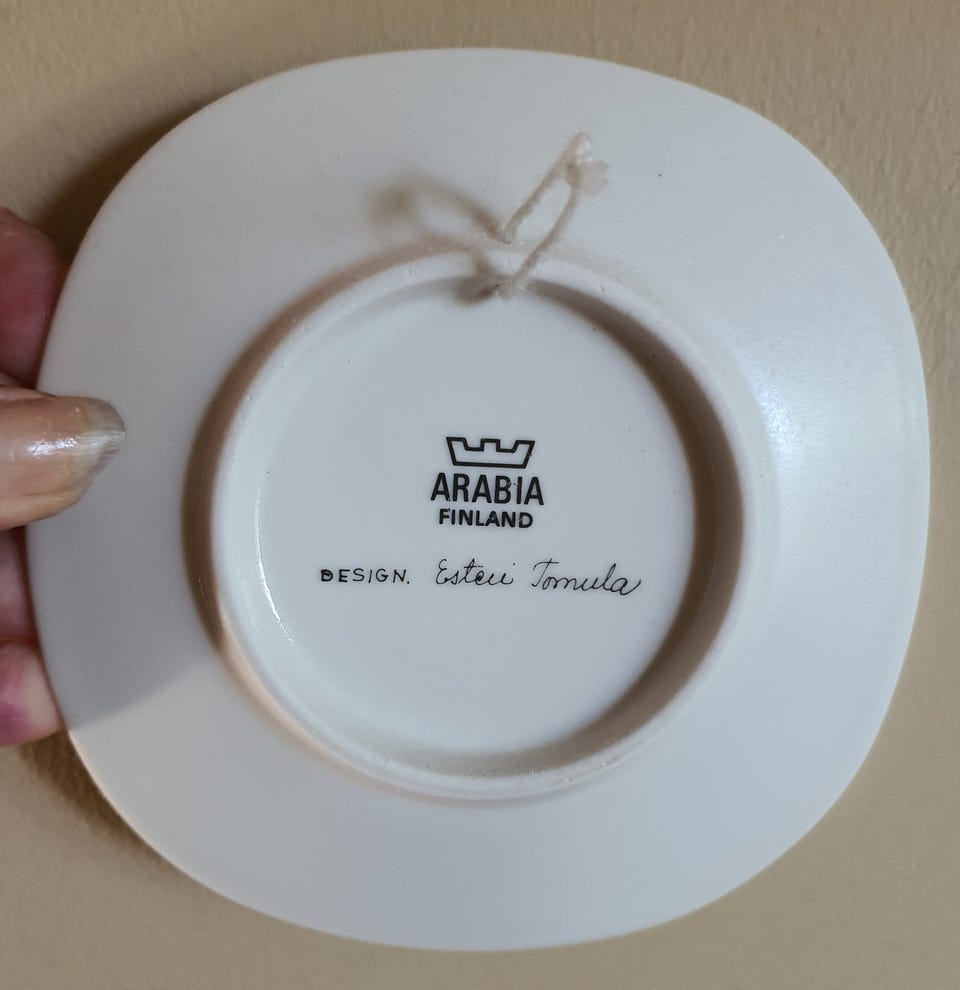 ARABIA
FINLAND
DESIGN. Esteri Tomula